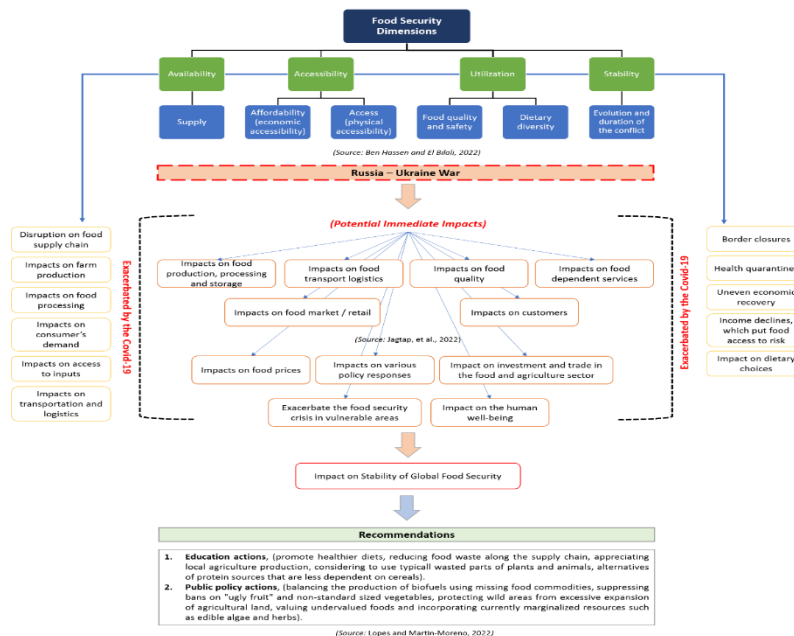 Food Security
Dimensions
Availability
Accessibility
Utilization
Stability
Supply
Affordability
(economic
accessibility)
Access
(physical
accessibility)
Food quality
and safety
Dietary
diversity
Evolution and
duration of
the conflict
(Source: Ben Hassen and El Bilali, 2022)
Russia – Ukraine War
(Potential Immediate Impacts)
Disruption on food
supply chain
Impacts on farm
production
Impacts on food
processing
Impacts on
consumer's
demand
Impacts on access
to inputs
Impacts on
transportation and
logistics
Exacerbated by the Covid-19
Impacts on food
production, processing
and storage
Impacts on food
transport logistics
Impacts on food
quality
Impacts on food
dependent services
Impacts on food market / retail
Impacts on customers
(Source: Jagtap, et al., 2022)
Impacts on food prices
Impacts on various
policy responses
Impact on investment and trade in
the food and agriculture sector
Exacerbate the food security
crisis in vulnerable areas
Impact on the human
well-being
Exacerbated by the Covid-19
Border closures
Health quarantine
Uneven economic
recovery
Income declines,
which put food
access to risk
Impact on dietary
choices
Impact on Stability of Global Food Security
Recommendations
1. Education actions, (promote healthier diets, reducing food waste along the supply chain, appreciating
local agriculture production, considering to use typicall wasted parts of plants and animals, alternatives
of protein sources that are less dependent on cereals).
2. Public policy actions, (balancing the production of biofuels using missing food commodities, suppressing
bans on "ugly fruit" and non-standard sized vegetables, protecting wild areas from excessive expansion
of agricultural land, valuing undervalued foods and incorporating currently marginalized resources such
as edible algae and herbs).
(Source: Lopes and Martin-Moreno, 2022)